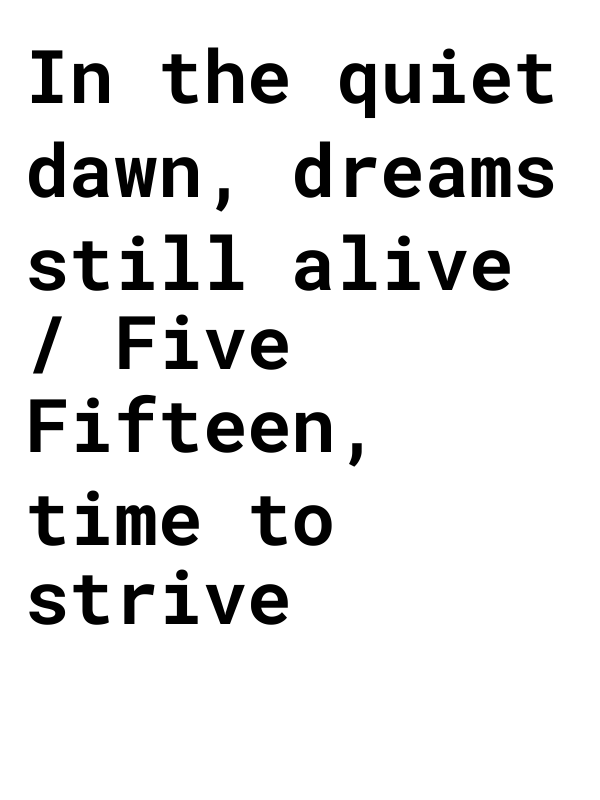 In the quiet
dawn, dreams
still alive
/ Five
Fifteen,
time to
strive